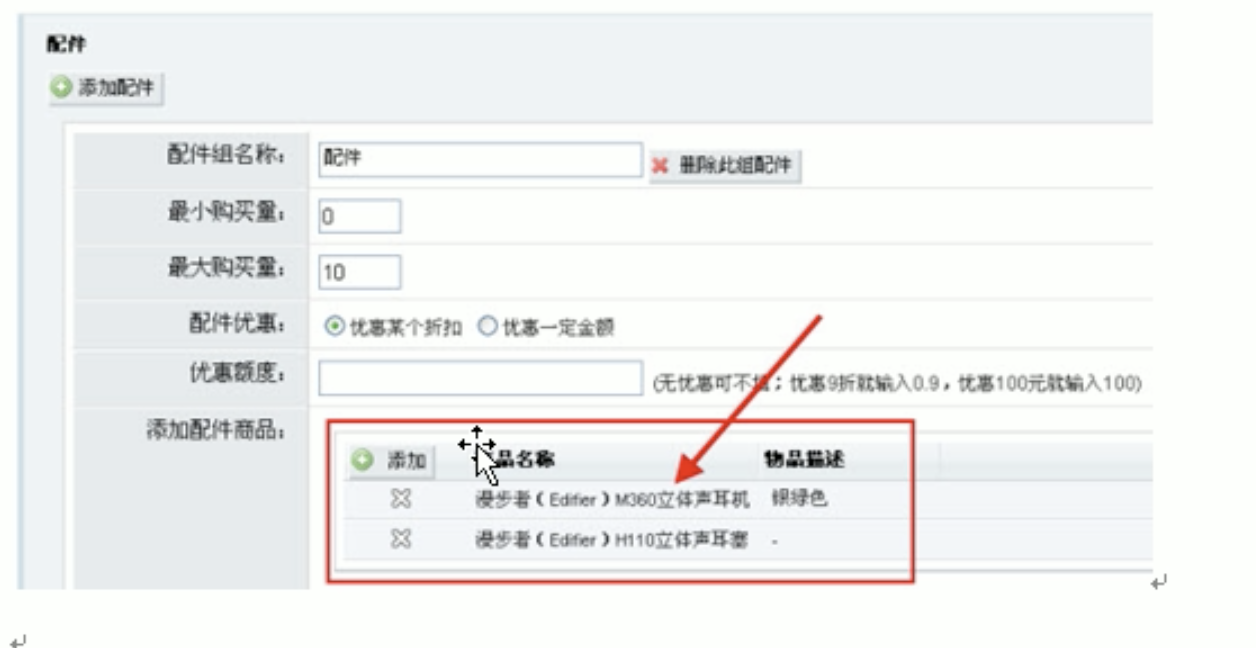 配件
添加配件
配件组名称：
配件
删除此组配件
最小购买量：
0
最大购买量：
10
配件优惠：
优惠某个折扣 优惠一定金额
优惠额度：
(无优惠可不填；优惠9折就输入0.9，优惠100元就输入100)
添加配件商品：
添加 品名称 物品描述
漫步者（Edifier）M360立体声耳机 银绿色
漫步者（Edifier）H110立体声耳塞 -